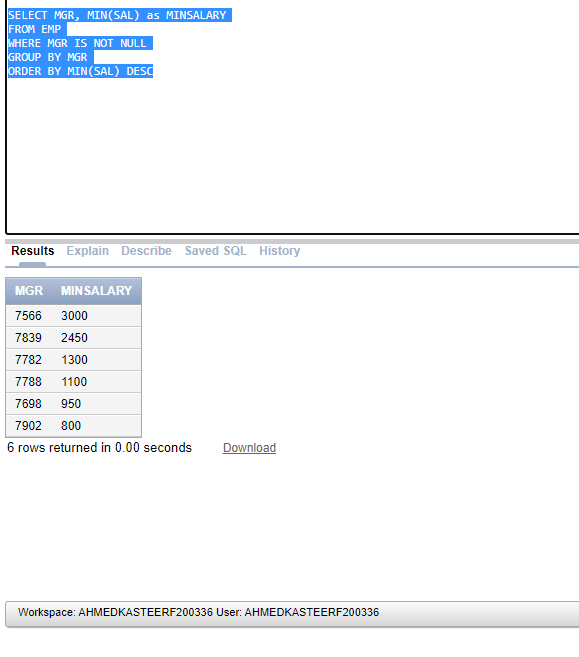 SELECT MGR, MIN(SAL) as MINSALARY
FROM EMP
WHERE MGR IS NOT NULL
GROUP BY MGR
ORDER BY MIN(SAL) DESC
Results Explain Describe Saved SQL History
MGR MINSALARY
7566 3000
7839 2450
7782 1300
7788 1100
7698 950
7902 800
6 rows returned in 0.00 seconds Download
Workspace: AHMEDKASTEERF200336 User: AHMEDKASTEERF200336